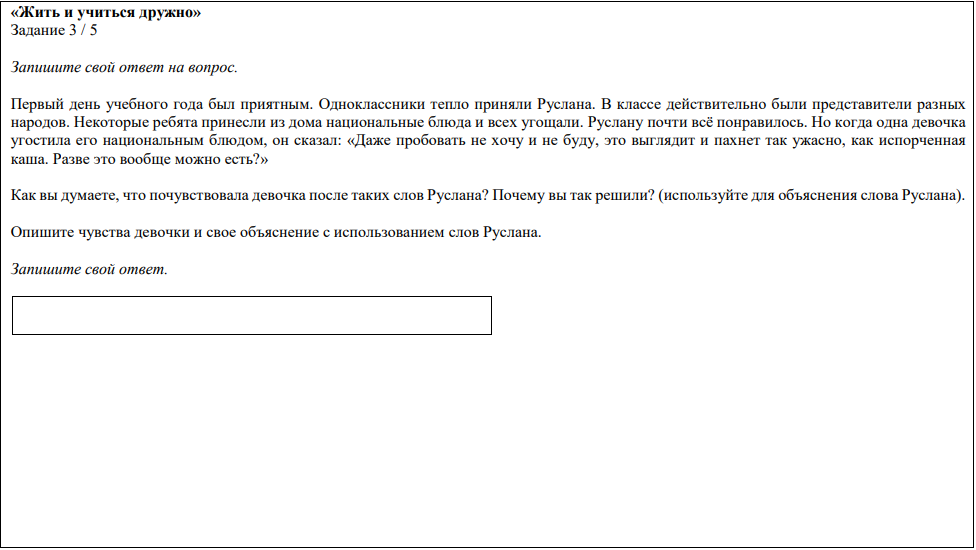 «Жить и учиться дружно»
Задание 3 / 5
Запишите свой ответ на вопрос.
Первый день учебного года был приятным. Одноклассники тепло приняли Руслана. В классе действительно были представители разных
народов. Некоторые ребята принесли из дома национальные блюда и всех угощали. Руслану почти всё понравилось. Но когда одна девочка
угостила его национальным блюдом, он сказал: «Даже пробовать не хочу и не буду, это выглядит и пахнет так ужасно, как испорченная
каша. Разве это вообще можно есть?»
Как вы думаете, что почувствовала девочка после таких слов Руслана? Почему вы так решили? (используйте для объяснения слова Руслана).
Опишите чувства девочки и свое объяснение с использованием слов Руслана.
Запишите свой ответ.